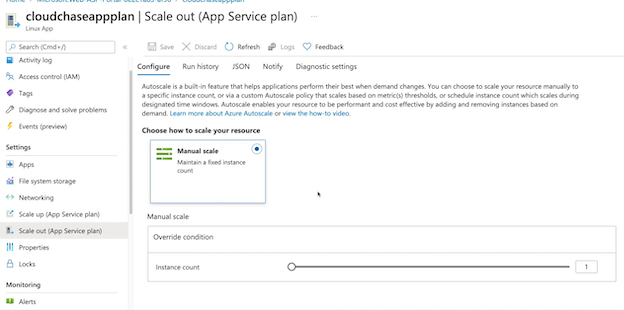 Home
cloudchaseappplan | Scale out (App Service plan) ...
Linux App
Search (Cmd+/)
«
Save
Discard
Refresh
Logs
Feedback
Activity log
Access control (IAM)
Tags
Diagnose and solve problems
Events (preview)
Settings
Apps
File system storage
Networking
Scale up (App Service plan)
Scale out (App Service plan)
Properties
Locks
Monitoring
Alerts
Configure
Run history
JSON
Notify
Diagnostic settings
Autoscale is a built-in feature that helps applications perform their best when demand changes. You can choose to scale your resource manually to
a specific instance count, or via a custom Autoscale policy that scales based on metric(s) thresholds, or schedule instance count which scales during
designated time windows. Autoscale enables your resource to be performant and cost effective by adding and removing instances based on
demand. Learn more about Azure Autoscale or view the how-to video.
Choose how to scale your resource
Manual scale
Maintain a fixed instance
count
Manual scale
Override condition
Instance count
1